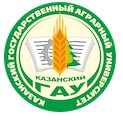 КАЗАНСКИЙ ГОСУДАРСТВЕННЫЙ АГРАРНЫЙ УНИВЕРСИТЕТ
КАЗАНСКИЙ
ГАУ